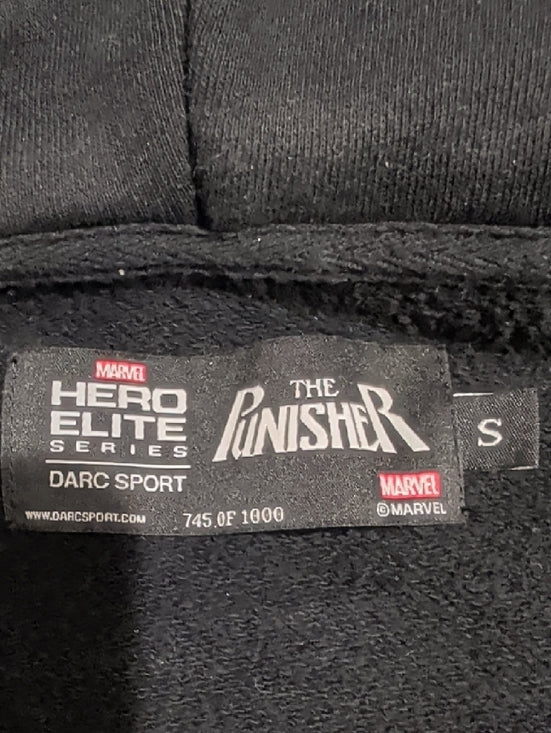 MARVEL
HERO
ELITE
SERIES
DARC SPORT
WWW.DARCSPORT.COM
THE
PUNISHER
745 OF 1000
MARVEL
©MARVEL
S